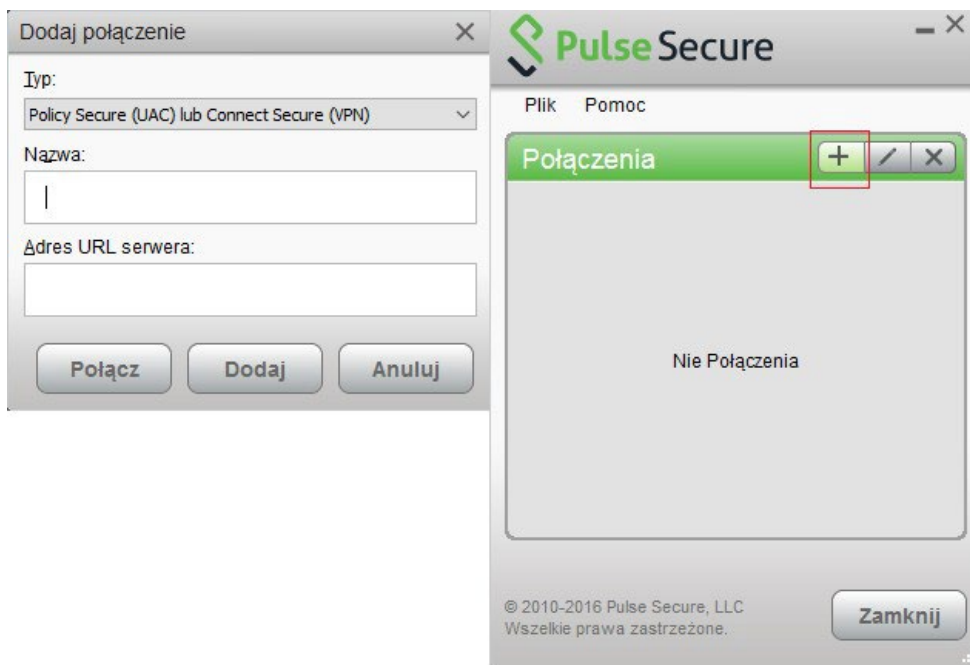 Dodaj połączenie
Typ:
Policy Secure (UAC) lub Connect Secure (VPN)
Nazwa:
Adres URL serwera:
Połącz Dodaj Anuluj
Pulse Secure
Plik Pomoc
Połączenia
Nie Połączenia
© 2010-2016 Pulse Secure, LLC
Wszelkie prawa zastrzeżone.
Zamknij